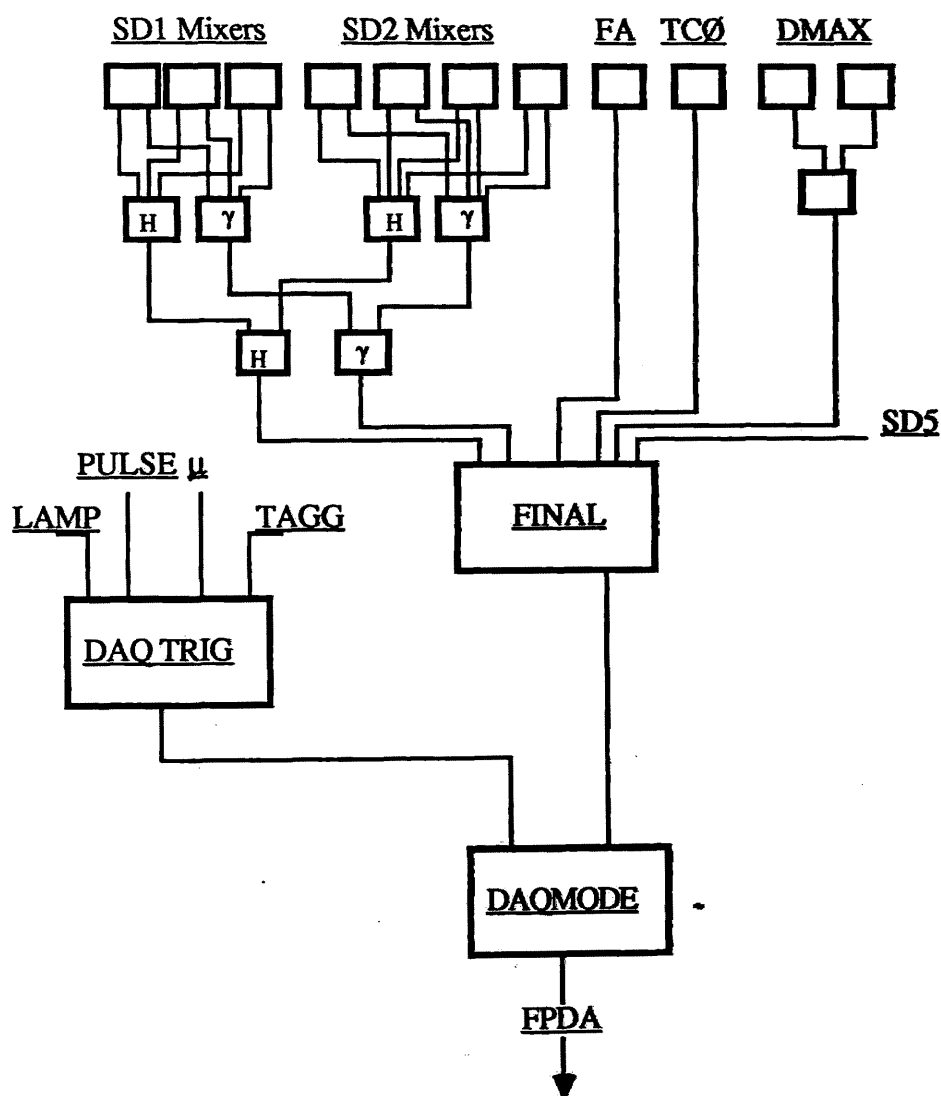 SD1 Mixers SD2 Mixers FA TCØ DMAX
H γ H γ
H γ
SD5
PULSE μ
LAMP TAGG
FINAL
DAQ TRIG
DAQMODE
FPDA